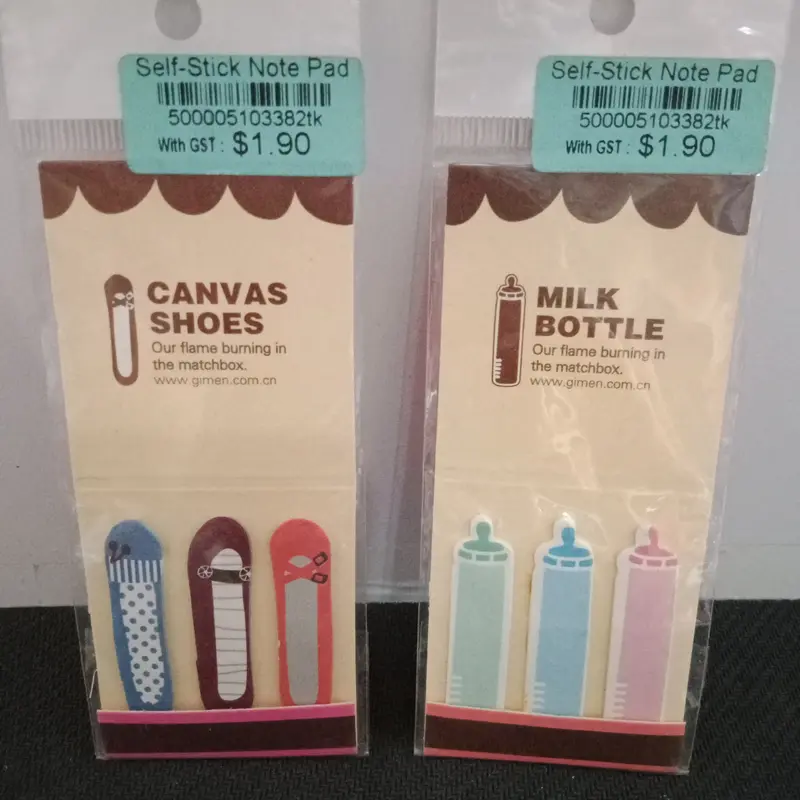 Self-Stick Note Pad
500005103382tk
With GST : $1.90
CANVAS
SHOES
Our flame burning in
the matchbox.
www.gimen.com.cn
Self-Stick Note Pad
500005103382tk
With GST : $1.90
MILK
BOTTLE
Our flame burning in
the matchbox.
www.gimen.com.cn